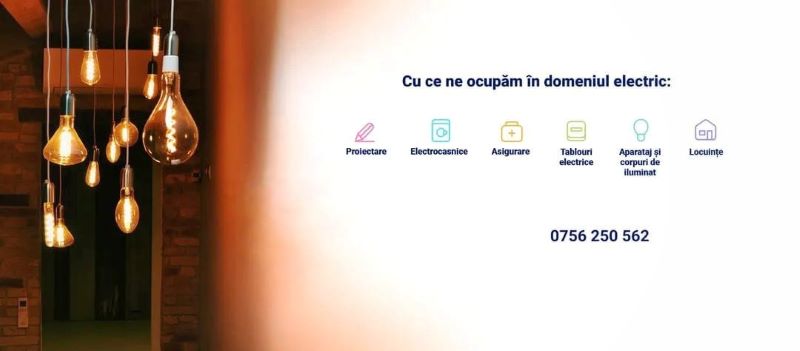 Cu ce ne ocupăm în domeniul electric:
Proiectare
Electrocasnice
Asigurare
Tablouri
electrice
Aparataj și
corpuri de
iluminat
Locuințe
0756 250 562